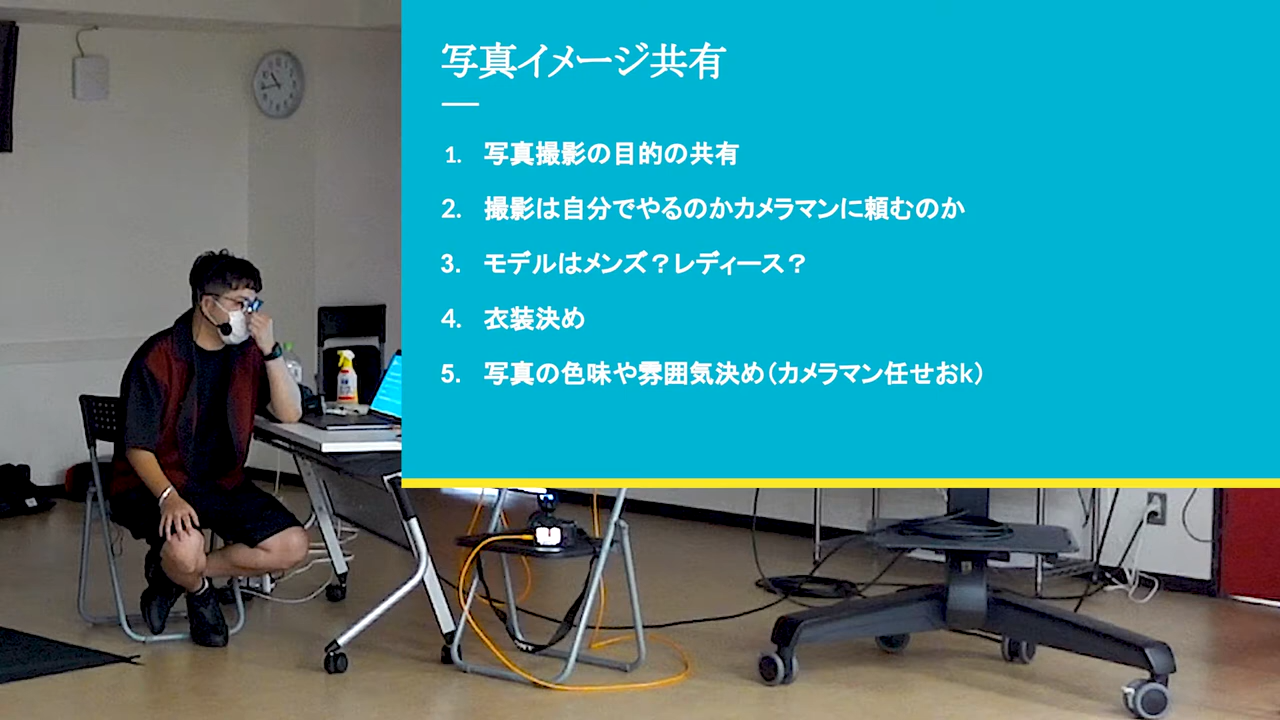 写真イメージ共有
1. 写真撮影の目的の共有
2. 撮影は自分でやるのかカメラマンに頼むのか
3. モデルはメンズ？レディース？
4. 衣装決め
5. 写真の色味や雰囲気決め（カメラマン任せおk）